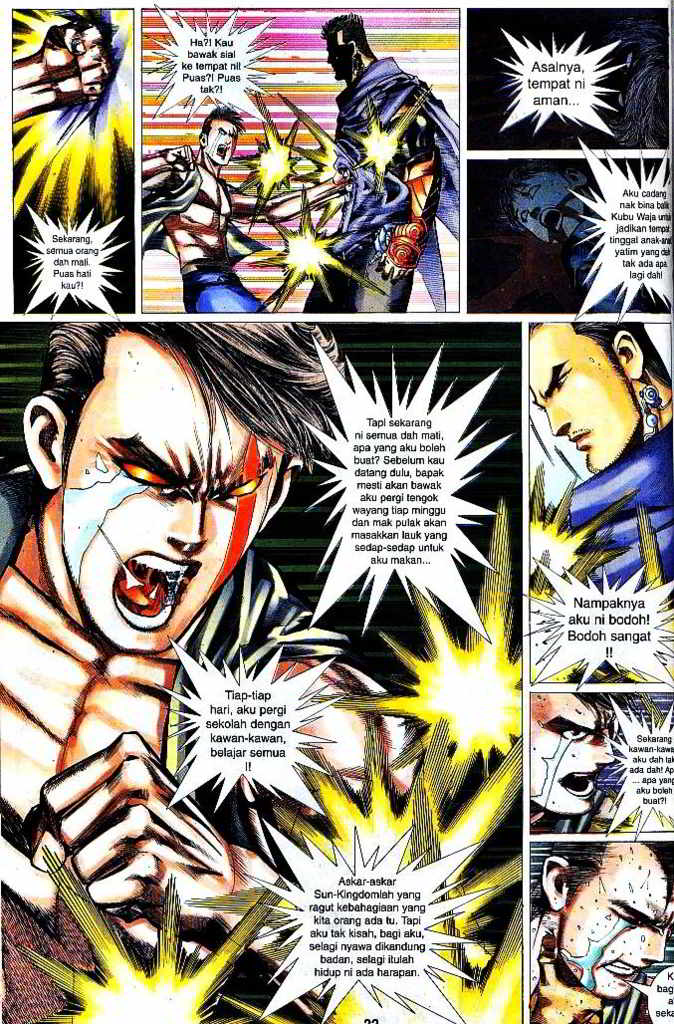 Ha?! Kau
bawak sial
ke tempat ni!
Puas?! Puas
tak?!
Sekarang,
semua orang
dah mati.
Puas hati
kau?!
Asalnya,
tempat ni
aman...
Aku cadang
nak bina balik
Kubu Waja untuk
jadikan tempat
tinggal anak-anak
yatim dah
tak ada apa
lagi dah!
Tapi sekarang
ni semua dah mati,
apa yang aku boleh
buat? Sebelum kau
datang dulu, bapak
mesti akan bawak
aku pergi tengok
wayang tiap minggu
dan mak pulak akan
masakkan lauk yang
sedap-sedap untuk
aku makan...
Tiap-tiap
hari, aku pergi
sekolah dengan
kawan-kawan,
belajar semua
!!
Askar-askar
Sun-Kingdomlah yang
ragut kebahagiaan yang
kita orang ada tu. Tapi
aku tak kisah, bagi aku,
selagi nyawa dikandung
badan, selagi itulah
hidup ni ada harapan.
Nampaknya
aku ni bodoh!
Bodoh sangat
!!
Sekarang
kawan-kawan
aku dah tak
ada dah!
... apa yang
aku boleh
buat?!